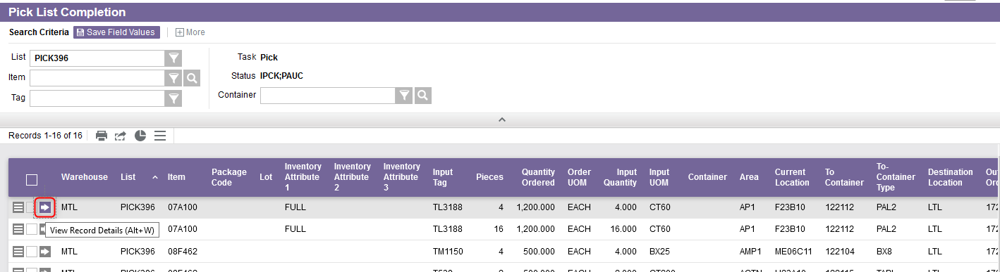 Pick List Completion
Search Criteria Save Field Values More
List PICK396 Task Pick
Item Status IPCK;PAUC
Tag Container
Records 1-16 of 16
Warehouse List Item Package Code Lot Inventory Attribute 1 Inventory Attribute 2 Inventory Attribute 3 Input Tag Pieces Quantity Ordered Order UOM Input Quantity Input UOM Container Area Current Location To Container To-Container Type Destination Location
MTL PICK396 07A100 FULL TL3188 4 1,200.000 EACH 4.000 CT60 AP1 F23B10 122112 PAL2 LTL 172
View Record Details (Alt+W) 07A100 FULL TL3188 16 1,200.000 EACH 16.000 CT60 AP1 F23B10 122112 PAL2 LTL 172
MTL PICK396 08F462 TM1150 4 500.000 EACH 4.000 BX25 AMP1 ME06C11 122104 BX8 LTL 172